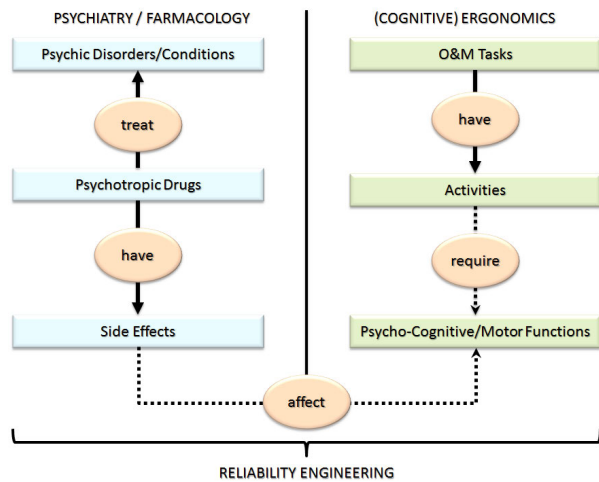 PSYCHIATRY / FARMACOLOGY
(COGNITIVE) ERGONOMICS
Psychic Disorders/Conditions
O&M Tasks
treat
have
Psychotropic Drugs
Activities
have
require
Side Effects
Psycho-Cognitive/Motor Functions
affect
RELIABILITY ENGINEERING